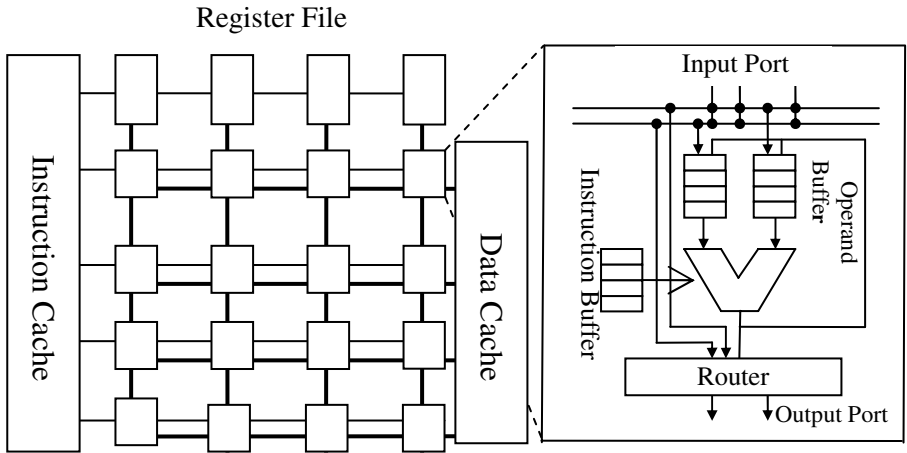 Register File
Instruction Cache
Data Cache
Input Port
Operand
Buffer
Instruction Buffer
Router
Output Port